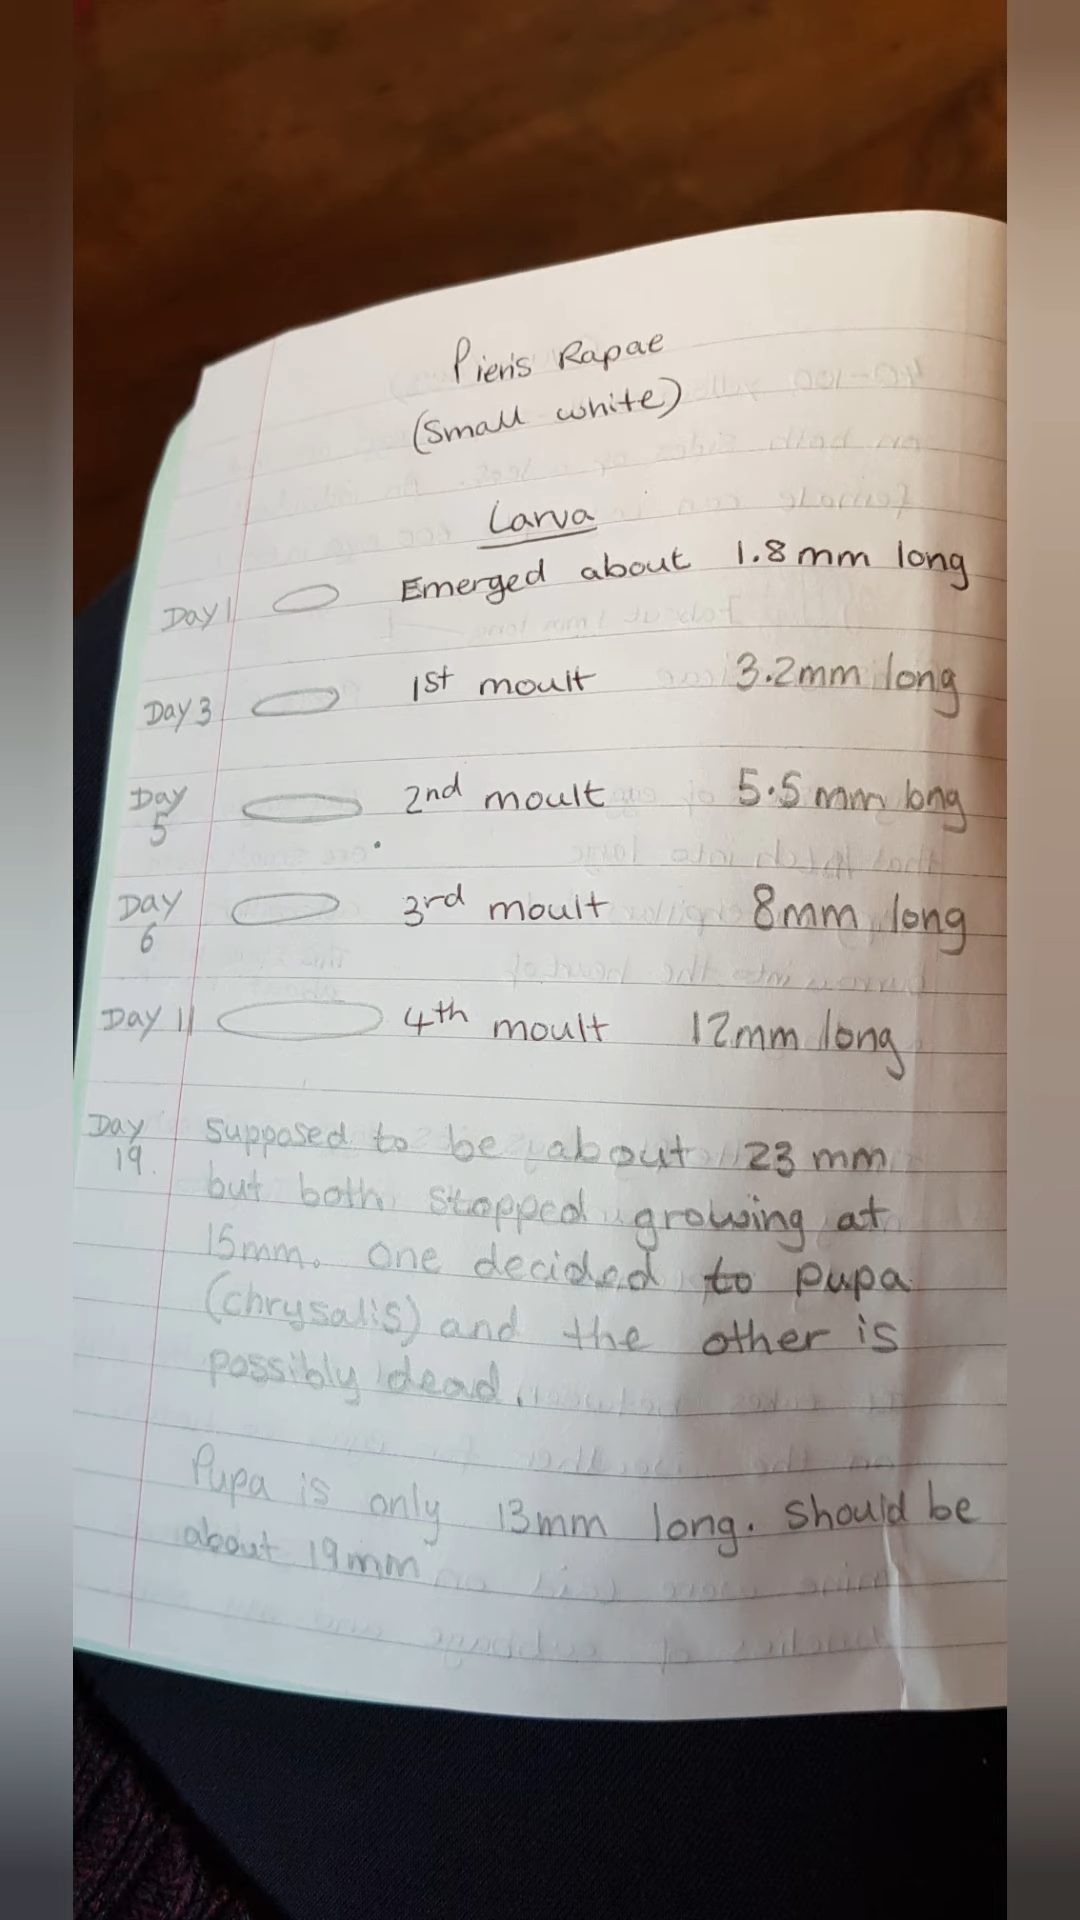 Pieris Rapae
(Small white)
Larva
Day 1 Emerged about 1.8mm long
Day 3 1st moult 3.2mm long
Day 5 2nd moult 5.5mm long
Day 6 3rd moult 8mm long
Day 11 4th moult 12mm long
Day 19. supposed to be about 23 mm
but both stopped growing at
15mm. One decided to pupa
(chrysalis) and the other is
possibly dead.
Pupa is only 13mm long. Should be
about 19mm